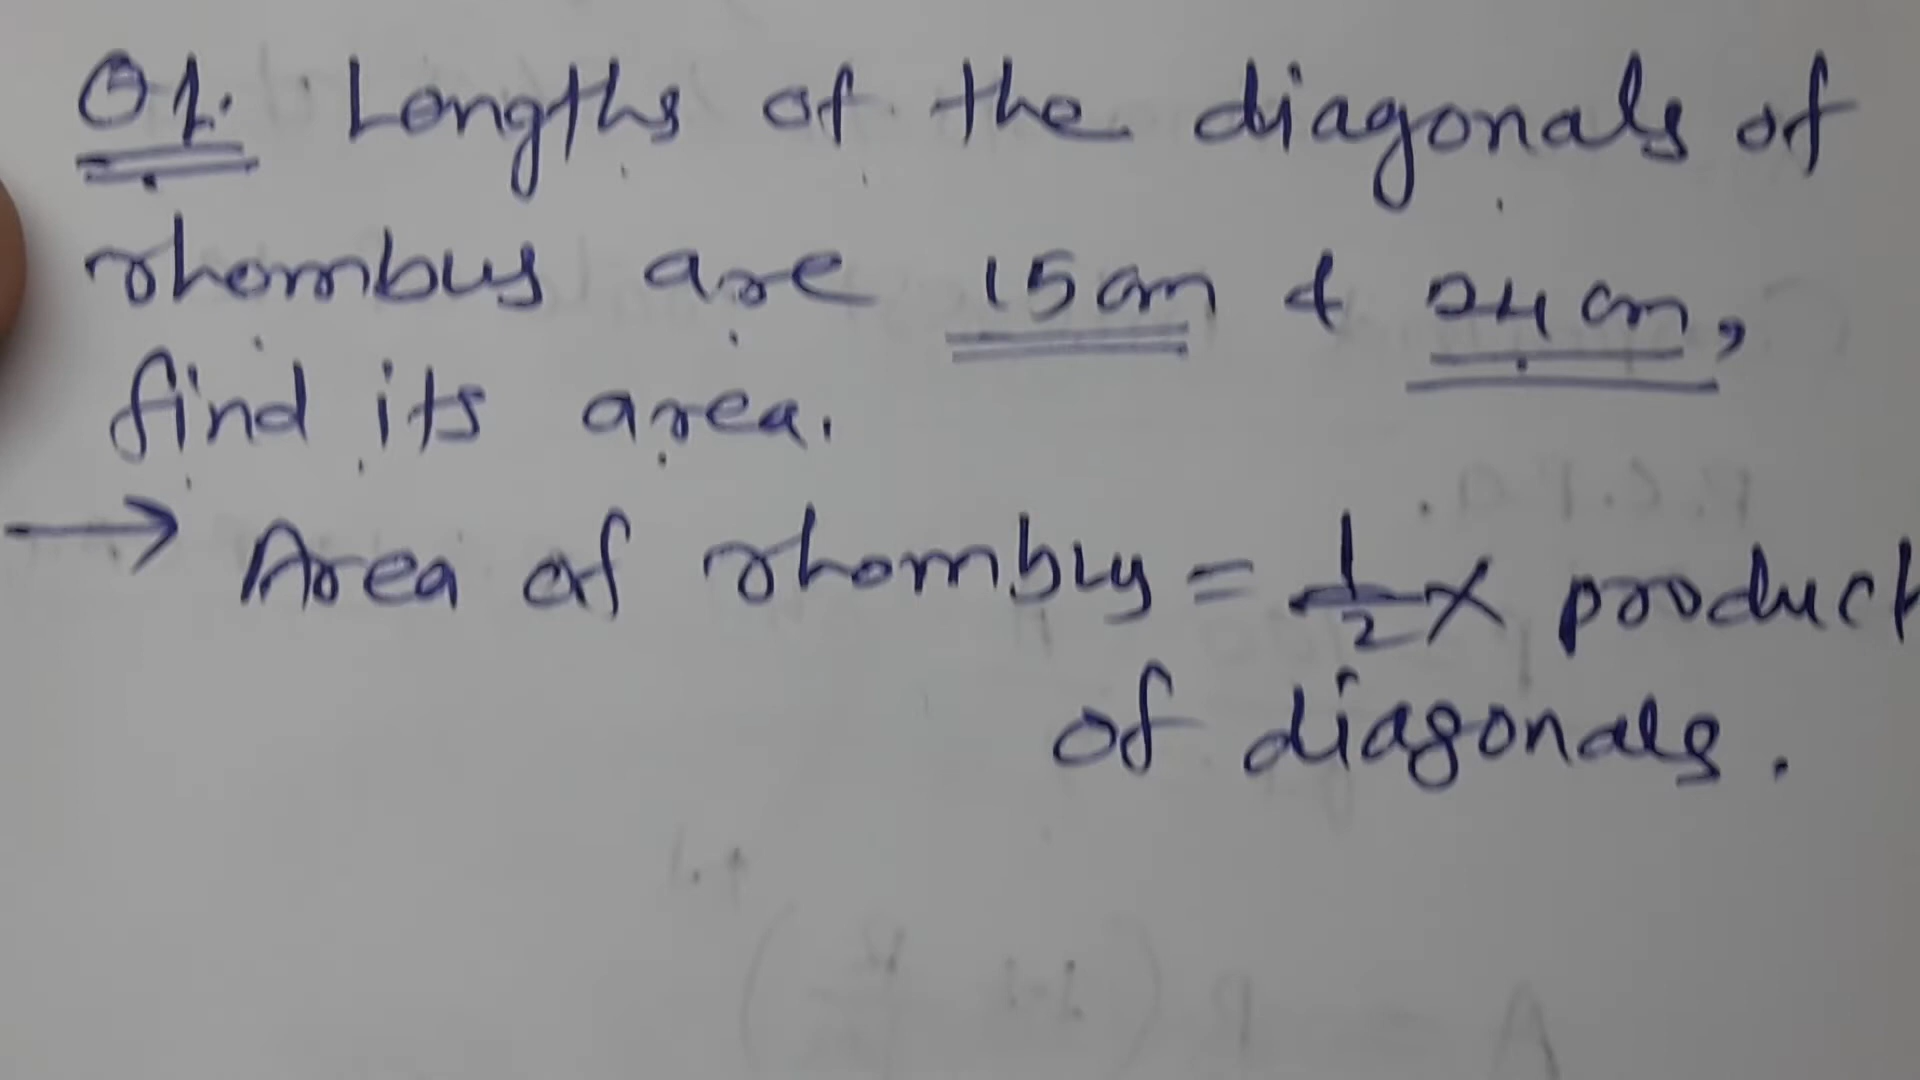 Q1. Lengths of the diagonals of
rhombus are 15cm & 24cm,
find its area.
→ Area of rhombus = 1/2 × product
of diagonals.